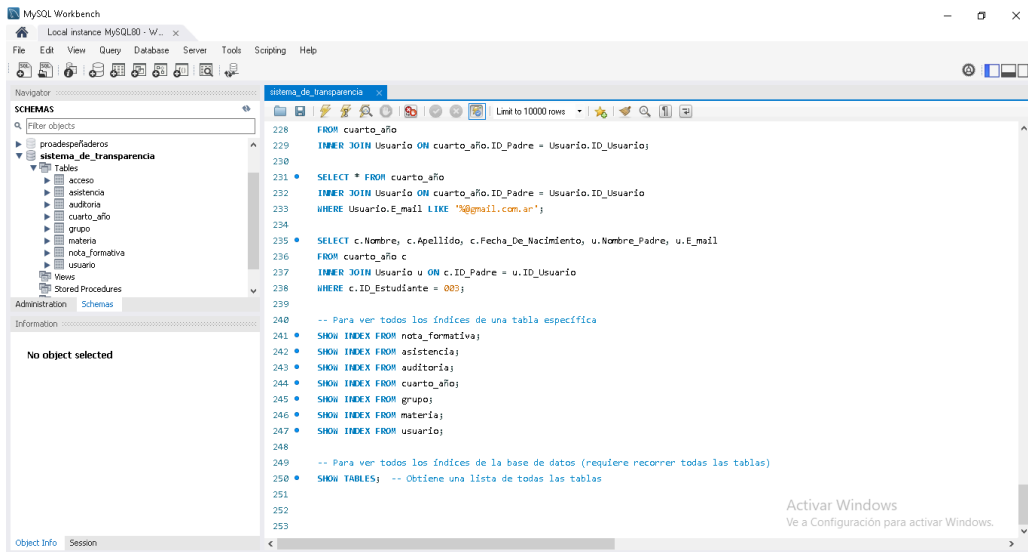 MySQL Workbench
Local instance MySQL80 - W... ×
File Edit View Query Database Server Tools Scripting Help
Navigator
SCHEMAS
Filter objects
proadespeñaderos
sistema_de_transparencia
Tables
acceso
asistencia
auditoria
cuarto_año
grupo
materia
nota_formativa
usuario
Views
Stored Procedures
Administration Schemas
Information
No object selected
Object Info Session
sistema_de_transparencia ×
Limit to 10000 rows
228 FROM cuarto_año
229 INNER JOIN Usuario ON cuarto_año.ID_Padre = Usuario.ID_Usuario;
230
231 SELECT * FROM cuarto_año
232 INNER JOIN Usuario ON cuarto_año.ID_Padre = Usuario.ID_Usuario
233 WHERE Usuario.E_mail LIKE '%@gmail.com.ar';
234
235 SELECT c.Nombre, c.Apellido, c.Fecha_De_Nacimiento, u.Nombre_Padre, u.E_mail
236 FROM cuarto_año c
237 INNER JOIN Usuario u ON c.ID_Padre = u.ID_Usuario
238 WHERE c.ID_Estudiante = 003;
239
240 -- Para ver todos los índices de una tabla específica
241 SHOW INDEX FROM nota_formativa;
242 SHOW INDEX FROM asistencia;
243 SHOW INDEX FROM auditoria;
244 SHOW INDEX FROM cuarto_año;
245 SHOW INDEX FROM grupo;
246 SHOW INDEX FROM materia;
247 SHOW INDEX FROM usuario;
248
249 -- Para ver todos los índices de la base de datos (requiere recorrer todas las tablas)
250 SHOW TABLES; -- Obtiene una lista de todas las tablas
251
252
253
Activar Windows
Ve a Configuración para activar Windows.